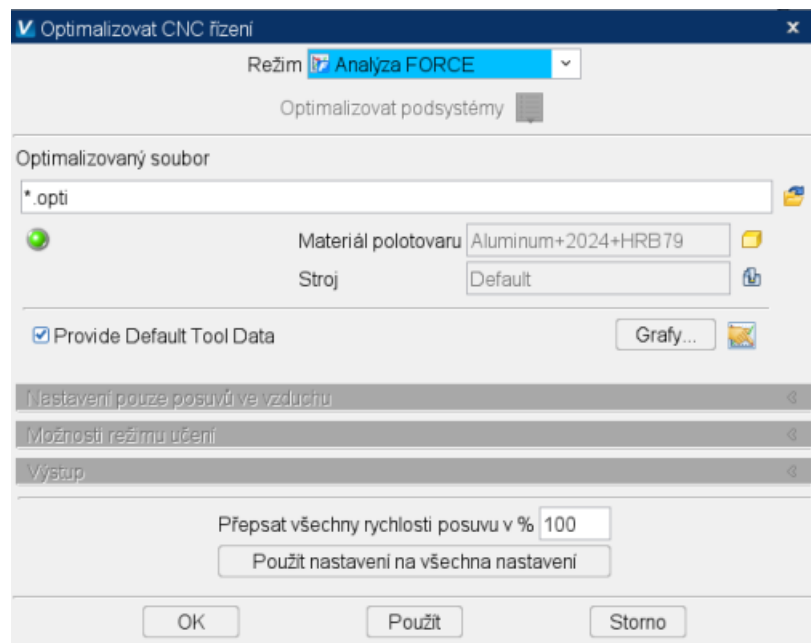 Optimalizovat CNC řízení
Režim Analýza FORCE
Optimalizovat podsystémy
Optimalizovaný soubor
*.opti
Materiál polotovaru Aluminum+2024+HRB79
Stroj Default
Provide Default Tool Data Grafy...
Nastavení pouze posuvů ve vzduchu
Možnosti režimu učení
Výstup
Přepsat všechny rychlosti posuvu v % 100
Použít nastavení na všechna nastavení
OK Použít Storno